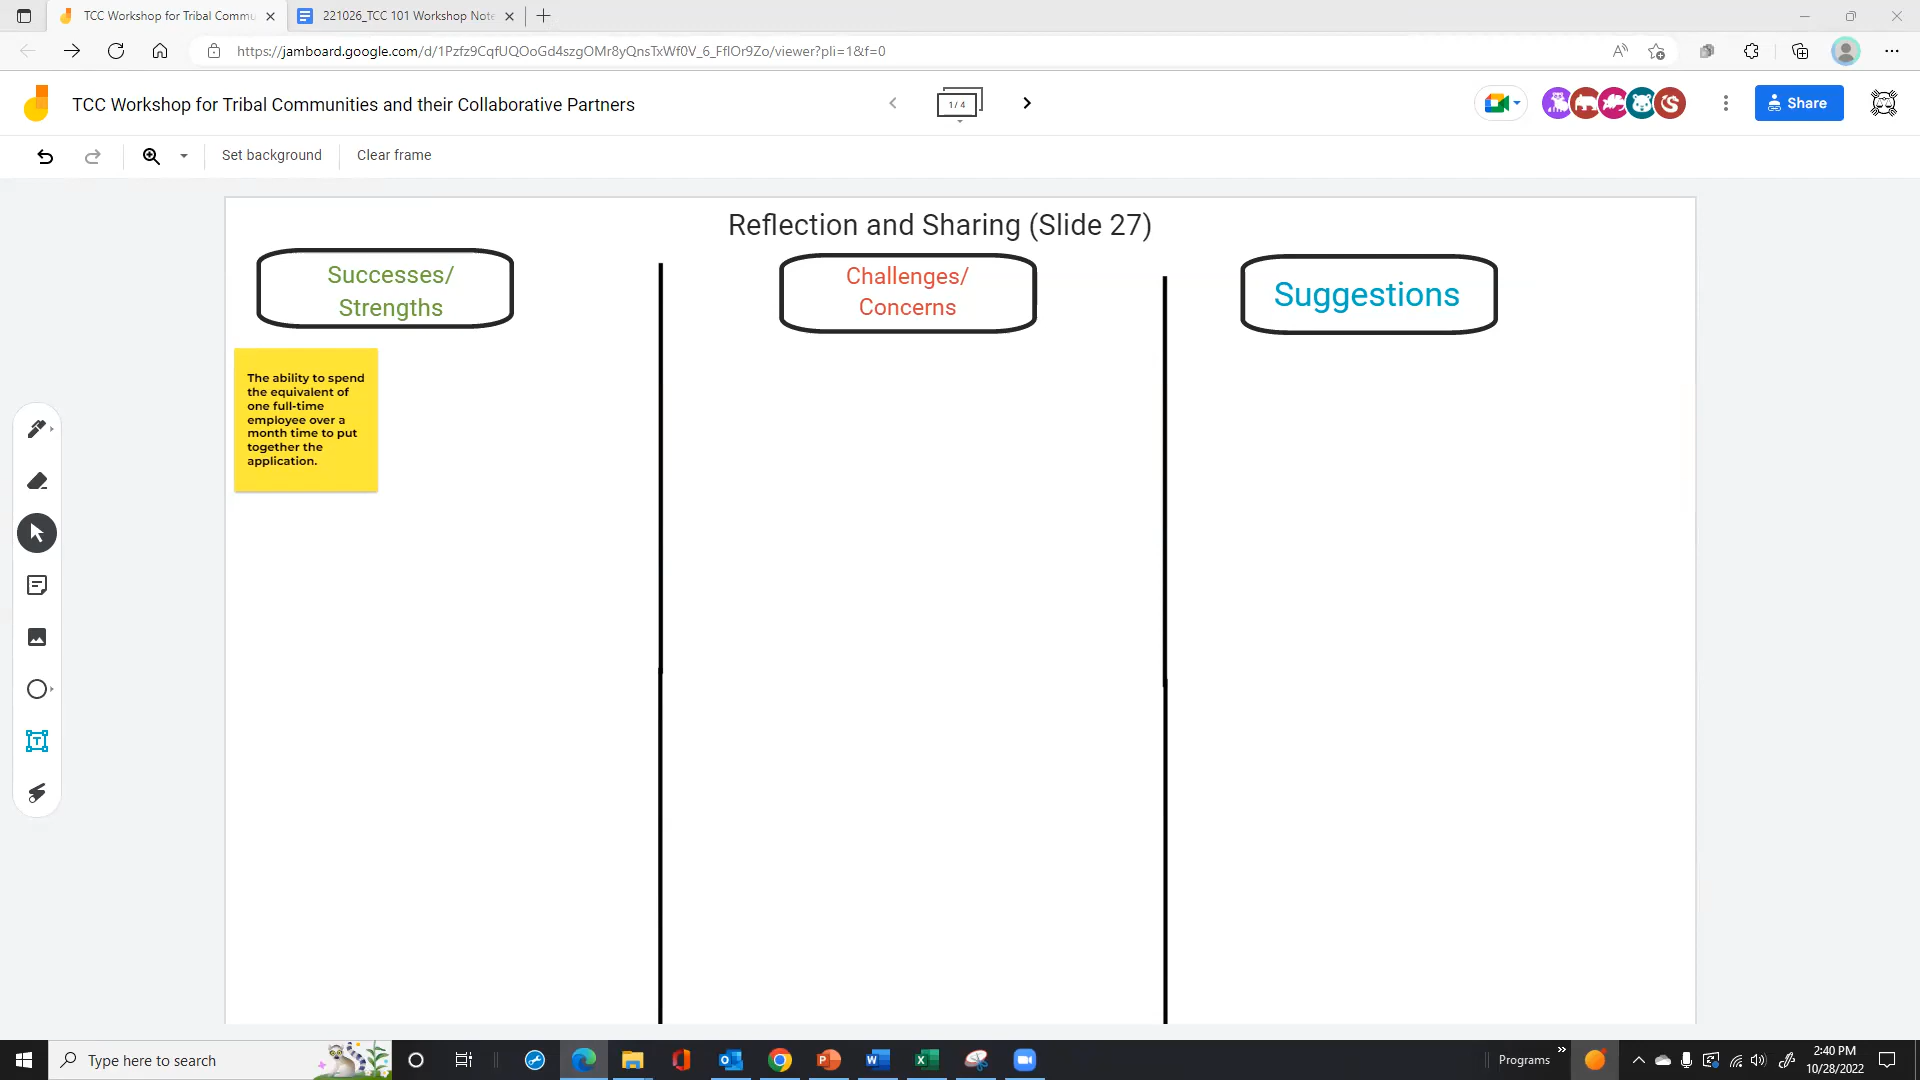 TCC Workshop for Tribal Commu
221026_TCC 101 Workshop Note
https://jamboard.google.com/d/1Pzfz9CqfUQOoGd4szgOMr8yQnsTxWf0V_6_FflOr9Zo/viewer?pli=1&f=0
TCC Workshop for Tribal Communities and their Collaborative Partners
1 / 4
Share
Set background
Clear frame
Reflection and Sharing (Slide 27)
Successes/
Strengths
Challenges/
Concerns
Suggestions
The ability to spend
the equivalent of
one full-time
employee over a
month time to put
together the
application.
Type here to search
Programs
2:40 PM
10/28/2022